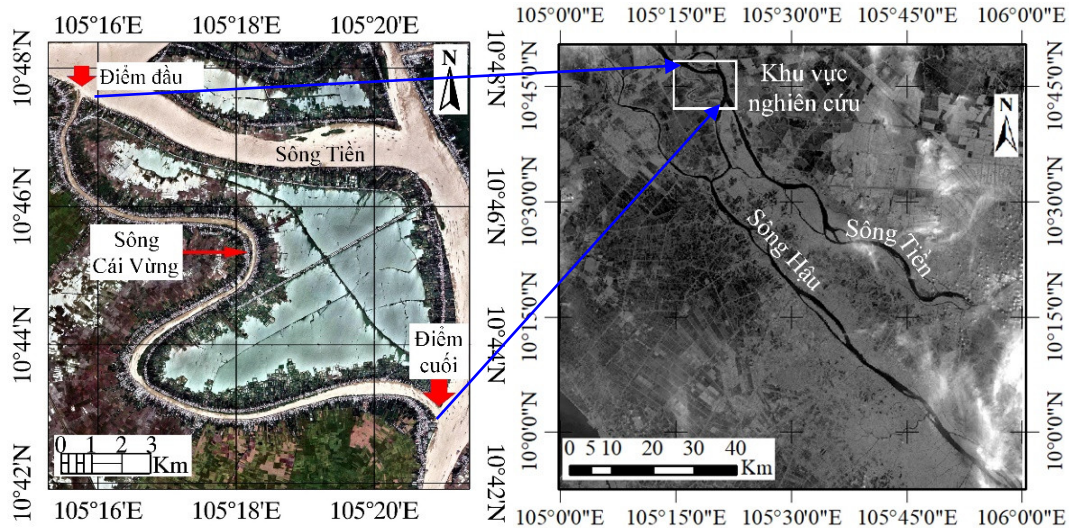 105°16'E 105°18'E 105°20'E
10°48'N
10°46'N
10°44'N
10°42'N
Điểm đầu
N
Sông Tiền
Sông
Cái Vừng
Điểm
cuối
0 1 2 3
Km
10°48'N
10°46'N
10°44'N
10°42'N
105°16'E 105°18'E 105°20'E
105°0'0"E 105°15'0"E 105°30'0"E 105°45'0"E 106°0'0"E
10°45'0"N
10°30'0"N
10°15'0"N
10°0'0"N
Khu vực
nghiên cứu
N
Sông Tiền
Sông Hậu
0 5 10 20 30 40
Km
10°45'0"N
10°30'0"N
10°15'0"N
10°0'0"N
105°0'0"E 105°15'0"E 105°30'0"E 105°45'0"E 106°0'0"E